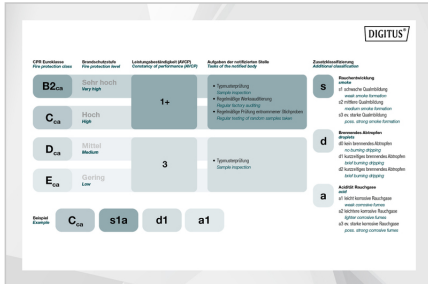 DIGITUS®
CPR Euroklasse
Fire protection class
Brandschutzstufe
Fire protection level
Leistungsbeständigkeit (AVCP)
Constancy of performance (AVCP)
Aufgaben der notifizierten Stelle
Tasks of the notified body
Zusatzklassifizierung
Additional classification
B2ca
Sehr hoch
Very high
Cca
Hoch
High
1+
• Typmusterprüfung
Sample inspection
• Regelmäßige Werksauditierung
Regular factory auditing
• Regelmäßige Prüfung entnommener Stichproben
Regular testing of random samples taken
Dca
Mittel
Medium
Eca
Gering
Low
3
• Typmusterprüfung
Sample inspection
Beispiel
Example
Cca
s1a
d1
a1
s
Rauchentwicklung
smoke
s1 schwache Qualmbildung
weak smoke formation
s2 mittlere Qualmbildung
medium smoke formation
s3 ev. starke Qualmbildung
poss. strong smoke formation
d
Brennendes Abtropfen
droplets
d0 kein brennendes Abtropfen
no burning dripping
d1 kurzzeitiges brennendes Abtropfen
brief burning dripping
d2 kurzzeitiges brennendes Abtropfen
brief burning dripping
a
Acidität Rauchgase
acid
a1 leicht korrosive Rauchgase
weak corrosive fumes
a2 leichtere korrosive Rauchgase
lighter corrosive fumes
a3 ev. starke korrosive Rauchgase
poss. strong corrosive fumes